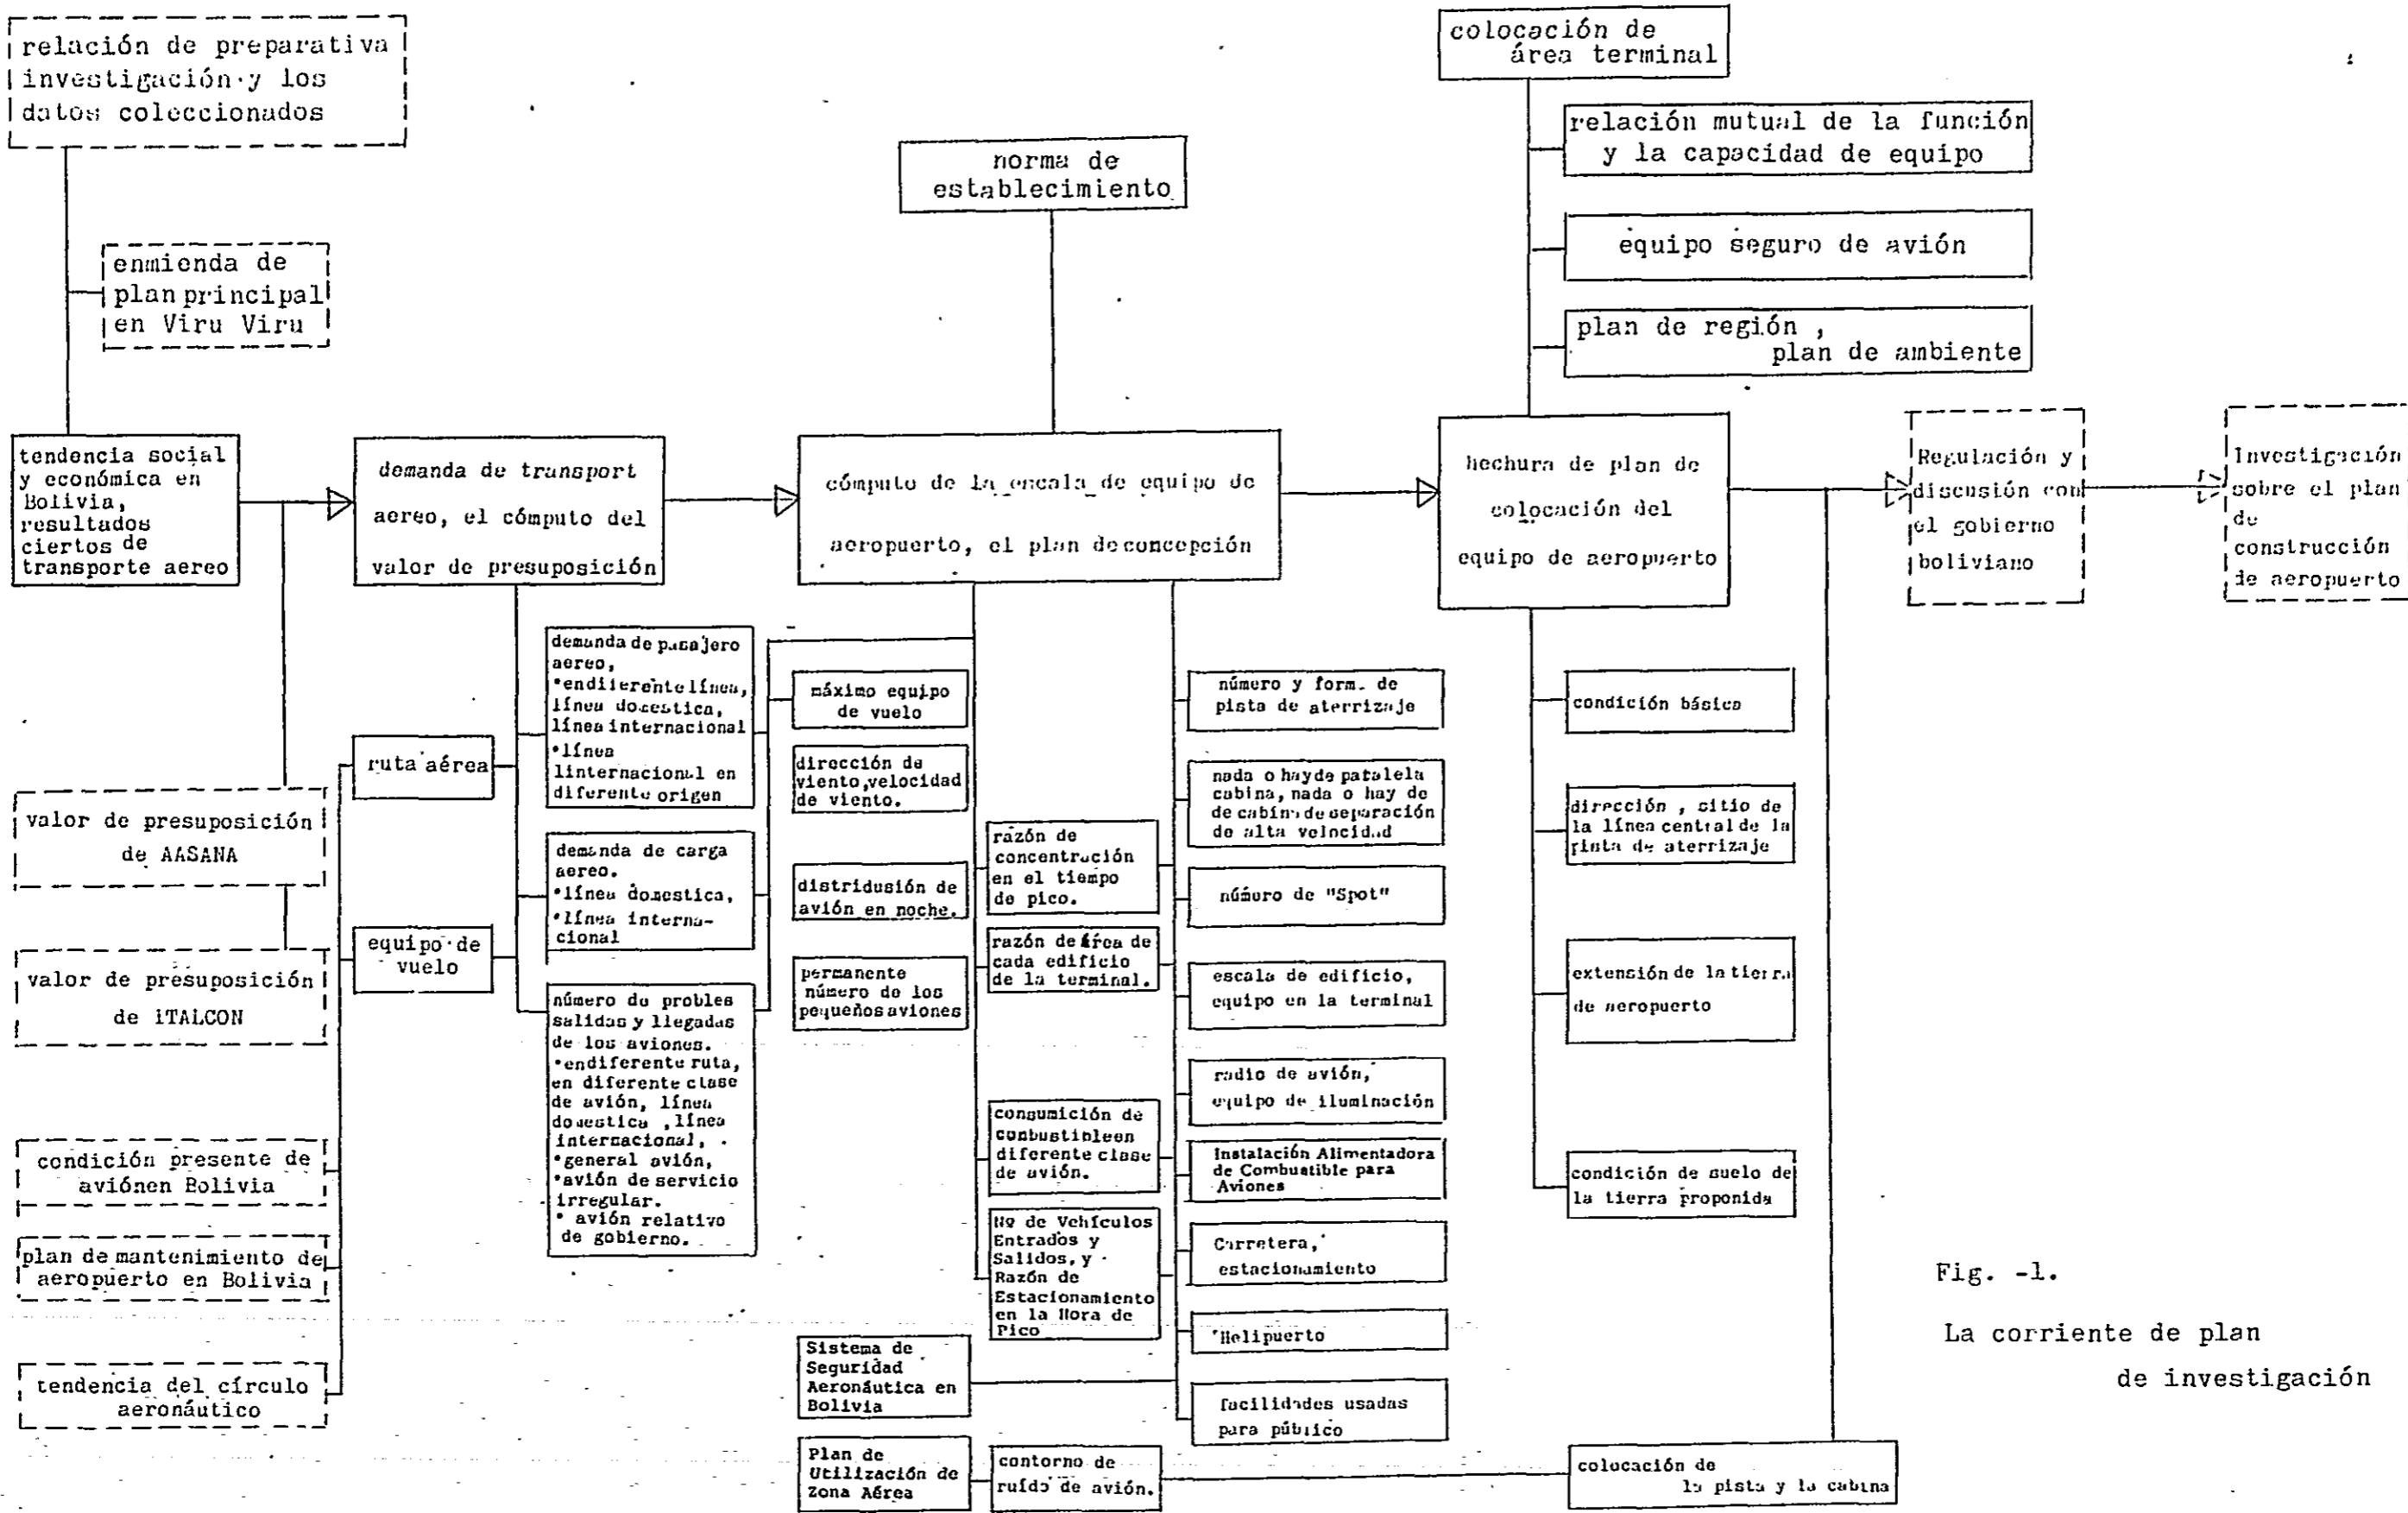 relación de preparativa
investigación y los
datos coleccionados
enmienda de
plan principal
en Viru Viru
tendencia social
y económica en
Bolivia,
resultados
ciertos de
transporte aereo
valor de presuposición
de AASANA
valor de presuposición
de ITALCON
condición presente de
aviónen Bolivia
plan de mantenimiento de
aeropuerto en Bolivia
tendencia del círculo
aeronáutico
demanda de transport
aereo, el cómputo del
valor de presuposición
ruta aérea
equipo de
vuelo
demanda de pasajero
aereo,
•endiferente línea,
línea domestica,
línea internacional
•línea
linternacional en
diferente origen
demanda de carga
aereo.
•línea domestica,
•línea interna-
cional
número de probles
salidas y llegadas
de los aviones.
•endiferente ruta,
en diferente clase
de avión, línea
domestica , línea
internacional,
•general avión,
•avión de servicio
irregular.
• avión relativo
de gobierno.
norma de
establecimiento
cómputo de la escala de equipo de
aeropuerto, el plan de concepción
máximo equipo
de vuelo
dirección de
viento, velocidad
de viento.
distridusión de
avión en noche.
permanente
número de los
pequeños aviones
razón de
concentración
en el tiempo
de pico.
razón de área de
cada edificio
de la terminal.
consumición de
combustibleen
diferente clase
de avión.
Nº de Vehículos
Entrados y
Salidos, y
Razón de
Estacionamiento
en la Hora de
Pico
Sistema de
Seguridad
Aeronáutica en
Bolivia
Plan de
Utilización de
Zona Aérea
contorno de
ruído de avión.
número y form. de
pista de aterrizaje
nada o hayde patalela
cabina, nada o hay de
de cabina de separación
de alta velocidad
número de "Spot"
escala de edificio,
equipo en la terminal
radio de avión,
equipo de iluminación
Instalación Alimentadora
de Combustible para
Aviones
Carretera,
estacionamiento
Helipuerto
facilidades usadas
para público
colocación de
área terminal
relación mutual de la función
y la capacidad de equipo
equipo seguro de avión
plan de región ,
plan de ambiente
hechura de plan de
colocación del
equipo de aeropuerto
condición básica
dirección , sitio de
la línea central de la
pista de aterrizaje
extensión de la tierra
de aeropuerto
condición de suelo de
la tierra proponida
colocación de
la pista y la cabina
Regulación y
discusión con
el gobierno
boliviano
Investigación
sobre el plan
de
construcción
de aeropuerto
Fig. -1.
La corriente de plan
de investigación